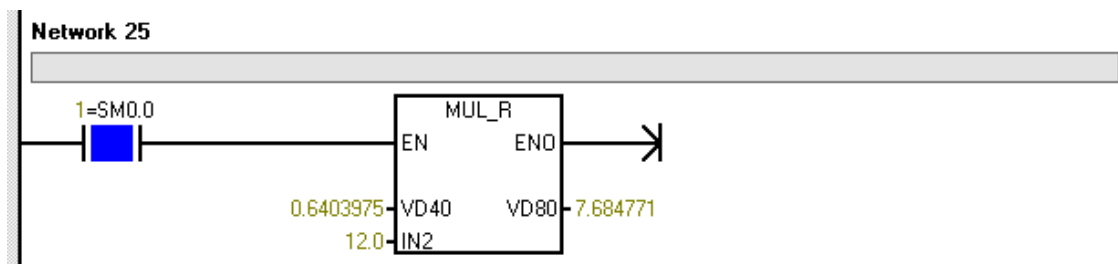 Network 25
1=SM0.0
MUL_R
EN ENO
0.6403975 VD40 VD80 7.684771
12.0 IN2